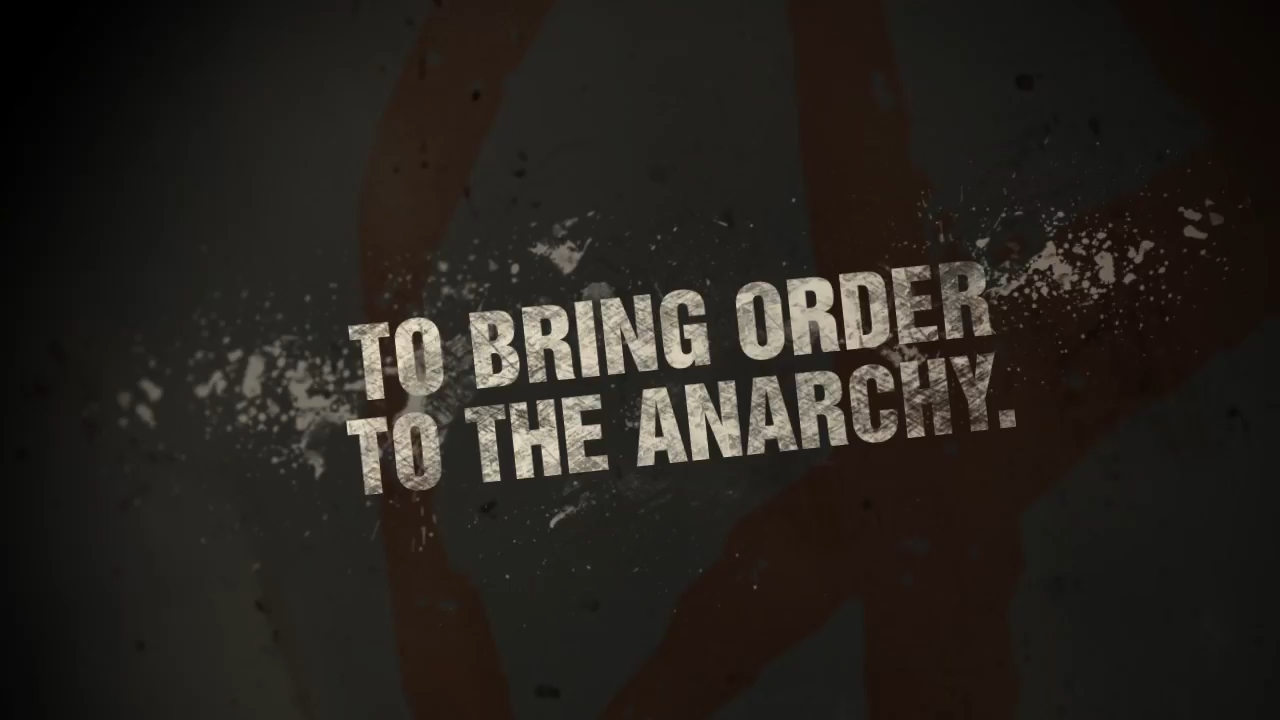 TO BRING ORDER
TO THE ANARCHY.